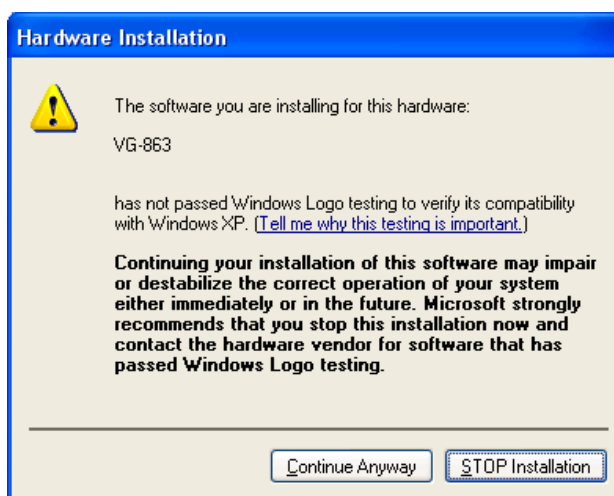 Hardware Installation
The software you are installing for this hardware:
VG-863
has not passed Windows Logo testing to verify its compatibility
with Windows XP. (Tell me why this testing is important.)
Continuing your installation of this software may impair
or destabilize the correct operation of your system
either immediately or in the future. Microsoft strongly
recommends that you stop this installation now and
contact the hardware vendor for software that has
passed Windows Logo testing.
Continue Anyway
STOP Installation